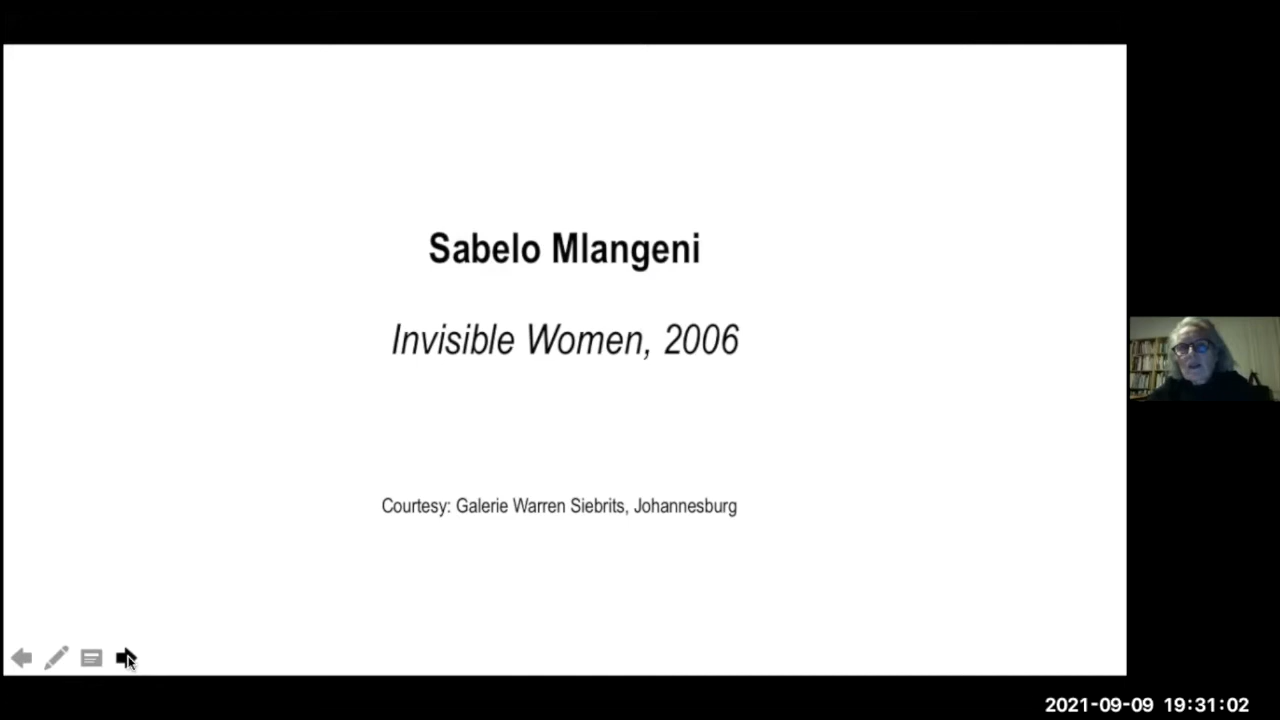 Sabelo Mlangeni
Invisible Women, 2006
Courtesy: Galerie Warren Siebrits, Johannesburg
2021-09-09 19:31:02